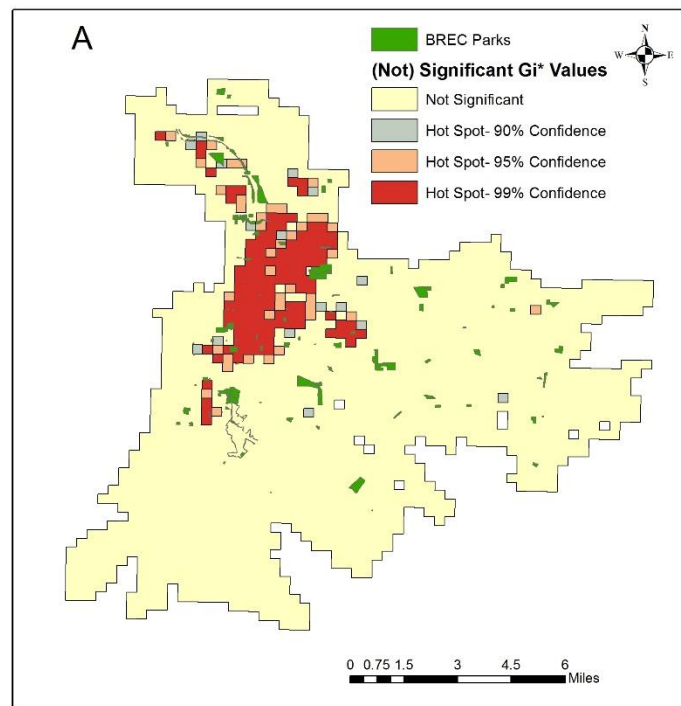 A
BREC Parks
(Not) Significant Gi* Values
Not Significant
Hot Spot- 90% Confidence
Hot Spot- 95% Confidence
Hot Spot- 99% Confidence
N
W E
S
0 0.75 1.5 3 4.5 6
Miles